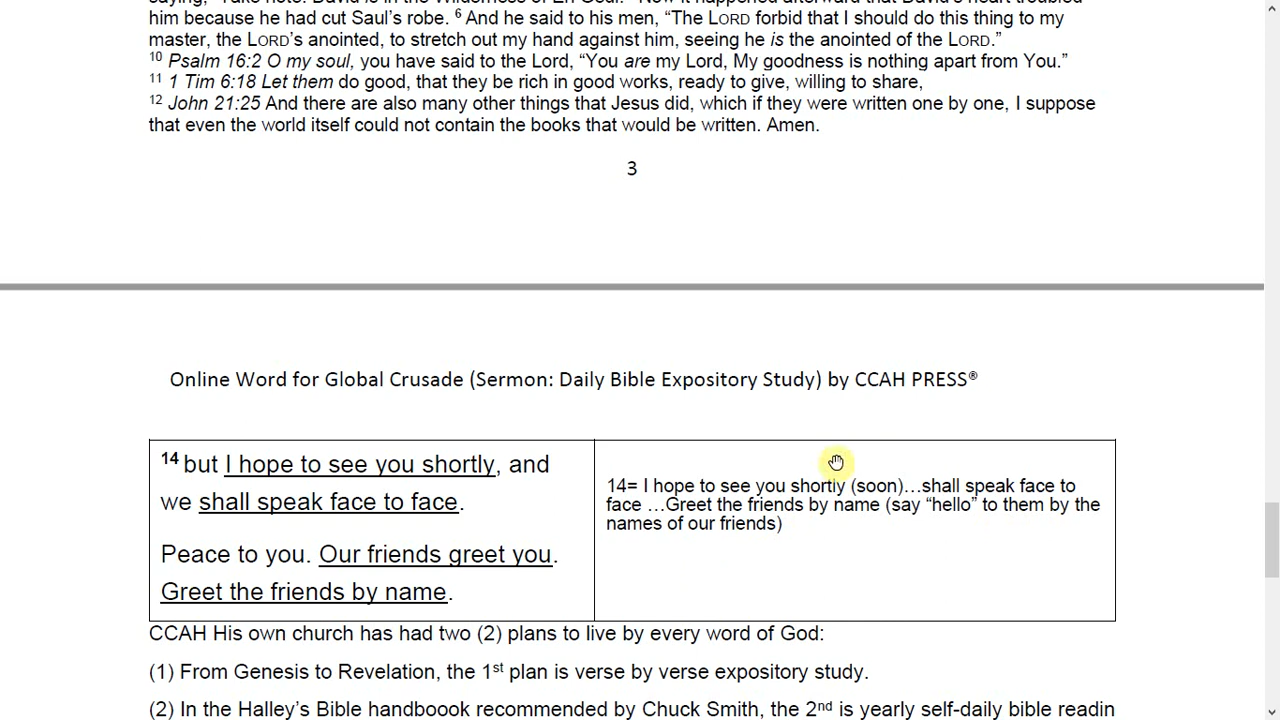 him because he had cut Saul’s robe. 6 And he said to his men, “The LORD forbid that I should do this thing to my
master, the LORD’s anointed, to stretch out my hand against him, seeing he is the anointed of the LORD.”
10 Psalm 16:2 O my soul, you have said to the Lord, “You are my Lord, My goodness is nothing apart from You.”
11 1 Tim 6:18 Let them do good, that they be rich in good works, ready to give, willing to share,
12 John 21:25 And there are also many other things that Jesus did, which if they were written one by one, I suppose
that even the world itself could not contain the books that would be written. Amen.
3
Online Word for Global Crusade (Sermon: Daily Bible Expository Study) by CCAH PRESS®
14 but I hope to see you shortly, and
we shall speak face to face.
Peace to you. Our friends greet you.
Greet the friends by name.
14= I hope to see you shortly (soon)…shall speak face to
face …Greet the friends by name (say “hello” to them by the
names of our friends)
CCAH His own church has had two (2) plans to live by every word of God:
(1) From Genesis to Revelation, the 1st plan is verse by verse expository study.
(2) In the Halley’s Bible handboook recommended by Chuck Smith, the 2nd is yearly self-daily bible readin